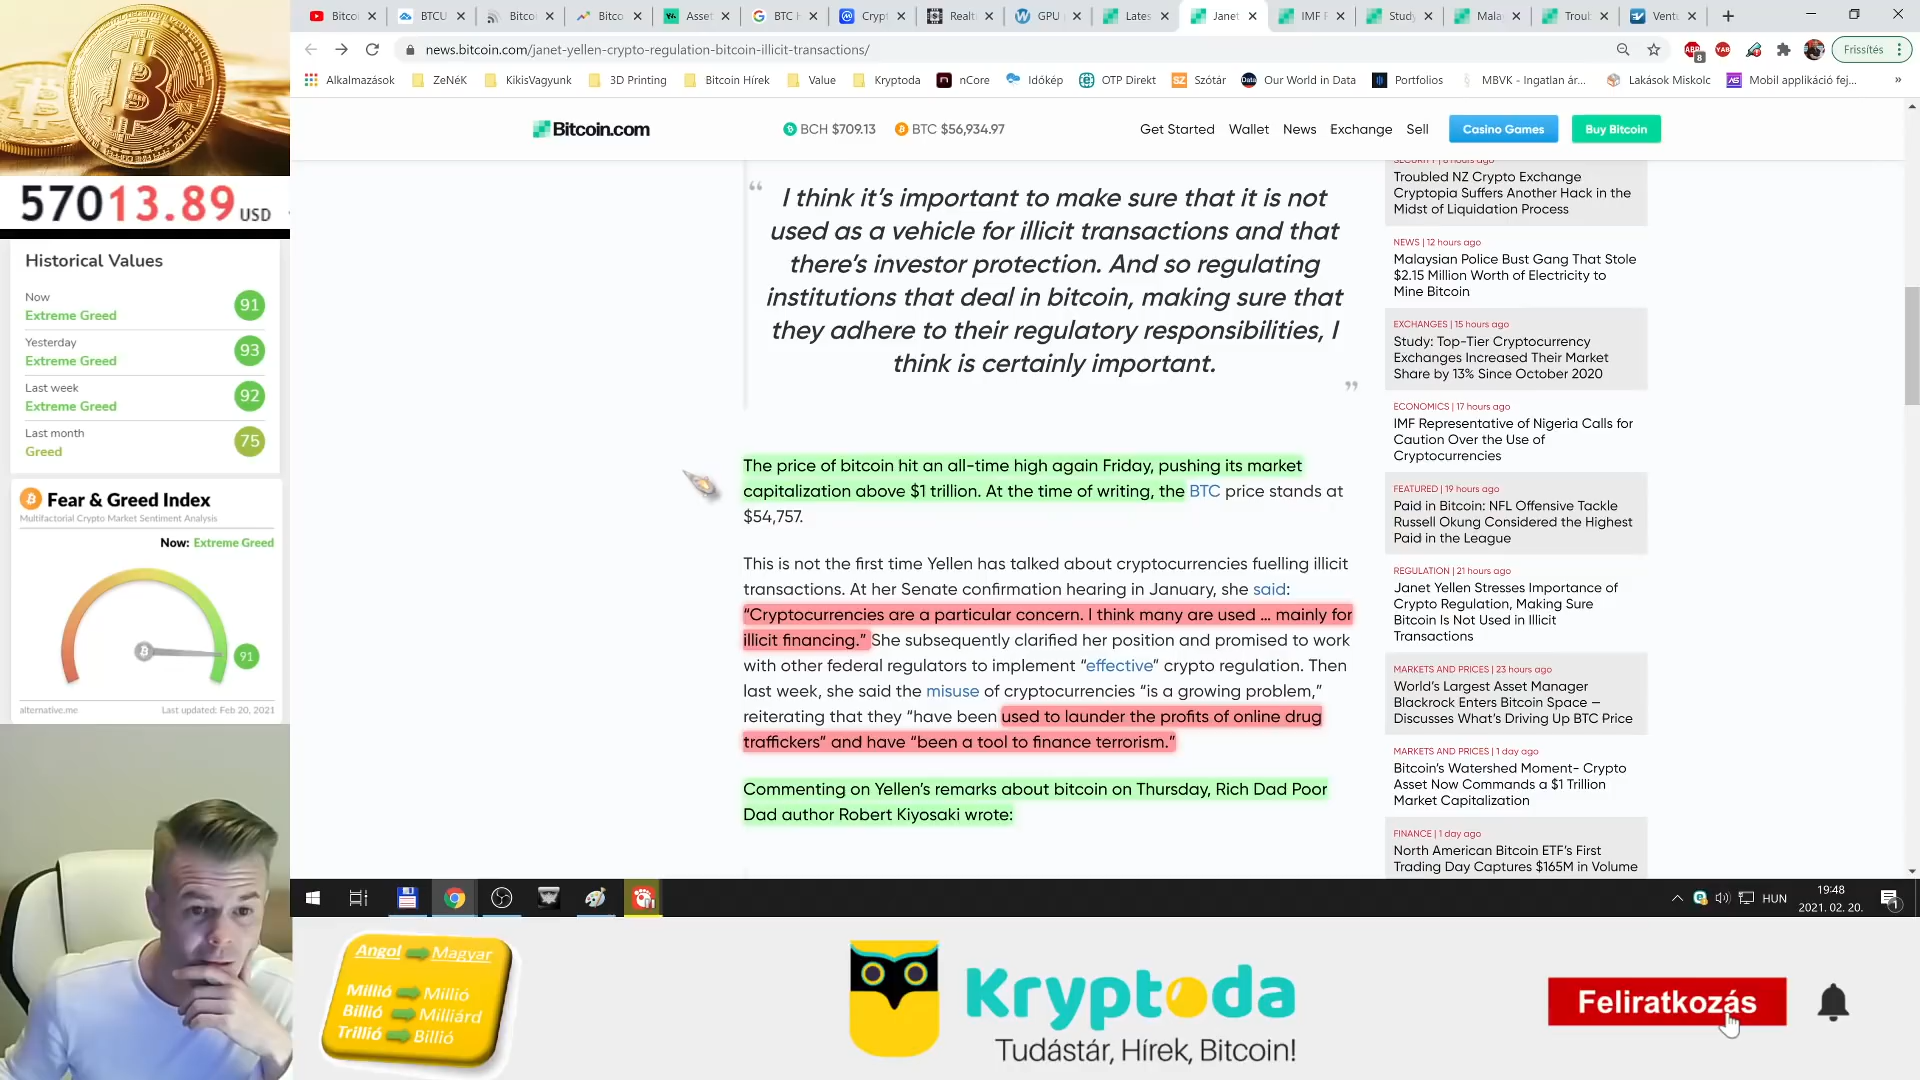 Bitco
BTCU
Bitco
Bitco
Asset
BTC H
Crypt
Realt
GPU
Lates
Janet
IMF F
Study
Mala
Trou
Vent
news.bitcoin.com/janet-yellen-crypto-regulation-bitcoin-illicit-transactions/
Frissítés
Alkalmazások
ZeNéK
KikisVagyunk
3D Printing
Bitcoin Hírek
Value
Kryptoda
nCore
Időkép
OTP Direkt
Szótár
Our World in Data
Portfolios
MBVK - Ingatlan ár...
Lakások Miskolc
Mobil applikáció fej...
Bitcoin.com
BCH $709.13
BTC $56,934.97
Get Started
Wallet
News
Exchange
Sell
Casino Games
Buy Bitcoin
57013.89 USD
Historical Values
Now
Extreme Greed
91
Yesterday
Extreme Greed
93
Last week
Extreme Greed
92
Last month
Greed
75
Fear & Greed Index
Multifactorial Crypto Market Sentiment Analysis
Now: Extreme Greed
91
alternative.me
Last updated: Feb 20, 2021
“ I think it’s important to make sure that it is not
used as a vehicle for illicit transactions and that
there’s investor protection. And so regulating
institutions that deal in bitcoin, making sure that
they adhere to their regulatory responsibilities, I
think is certainly important.
”
The price of bitcoin hit an all-time high again Friday, pushing its market
capitalization above $1 trillion. At the time of writing, the BTC price stands at
$54,757.
This is not the first time Yellen has talked about cryptocurrencies fuelling illicit
transactions. At her Senate confirmation hearing in January, she said:
“Cryptocurrencies are a particular concern. I think many are used … mainly for
illicit financing.” She subsequently clarified her position and promised to work
with other federal regulators to implement “effective” crypto regulation. Then
last week, she said the misuse of cryptocurrencies “is a growing problem,”
reiterating that they “have been used to launder the profits of online drug
traffickers” and have “been a tool to finance terrorism.”
Commenting on Yellen’s remarks about bitcoin on Thursday, Rich Dad Poor
Dad author Robert Kiyosaki wrote:
SECURITY | 8 hours ago
Troubled NZ Crypto Exchange
Cryptopia Suffers Another Hack in the
Midst of Liquidation Process
NEWS | 12 hours ago
Malaysian Police Bust Gang That Stole
$2.15 Million Worth of Electricity to
Mine Bitcoin
EXCHANGES | 15 hours ago
Study: Top-Tier Cryptocurrency
Exchanges Increased Their Market
Share by 13% Since October 2020
ECONOMICS | 17 hours ago
IMF Representative of Nigeria Calls for
Caution Over the Use of
Cryptocurrencies
FEATURED | 19 hours ago
Paid in Bitcoin: NFL Offensive Tackle
Russell Okung Considered the Highest
Paid in the League
REGULATION | 21 hours ago
Janet Yellen Stresses Importance of
Crypto Regulation, Making Sure
Bitcoin Is Not Used in Illicit
Transactions
MARKETS AND PRICES | 23 hours ago
World’s Largest Asset Manager
Blackrock Enters Bitcoin Space —
Discusses What’s Driving Up BTC Price
MARKETS AND PRICES | 1 day ago
Bitcoin’s Watershed Moment- Crypto
Asset Now Commands a $1 Trillion
Market Capitalization
FINANCE | 1 day ago
North American Bitcoin ETF’s First
Trading Day Captures $165M in Volume
HUN
19:48
2021. 02. 20.
Angol Magyar
Millió Millió
Billió Milliárd
Trillió Billió
Kryptoda
Tudástár, Hírek, Bitcoin!
Feliratkozás